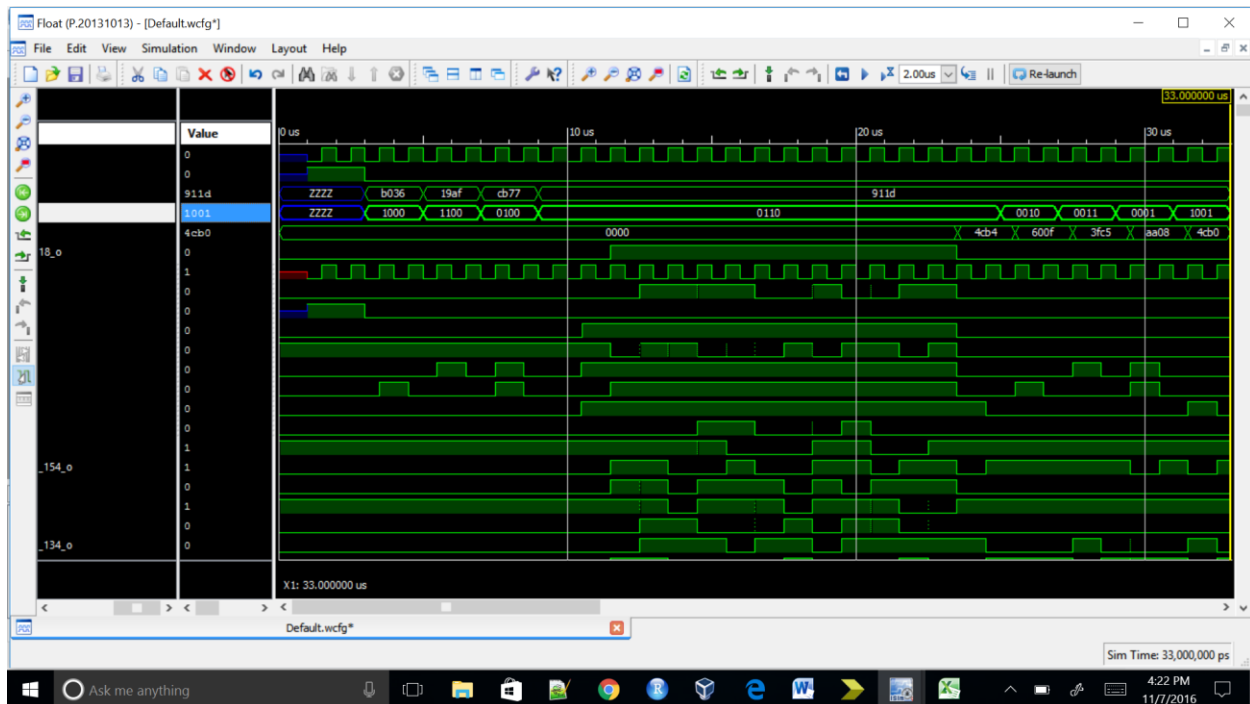 Float (P.20131013) - [Default.wcfg*]
File Edit View Simulation Window Layout Help
2.00us Re-launch
33.000000 us
Value
0 us 10 us 20 us 30 us
0
0
911d ZZZZ b036 19af cb77 911d
1001 ZZZZ 1000 1100 0100 0110 0010 0011 0001 1001
4cb0 0000 4cb4 600f 3fc5 aa08 4cb0
18_o 0
1
0
0
0
0
0
0
0
0
1
_154_o 1
0
1
0
_134_o 0
X1: 33.000000 us
Default.wcfg*
Sim Time: 33,000,000 ps
Ask me anything
4:22 PM
11/7/2016